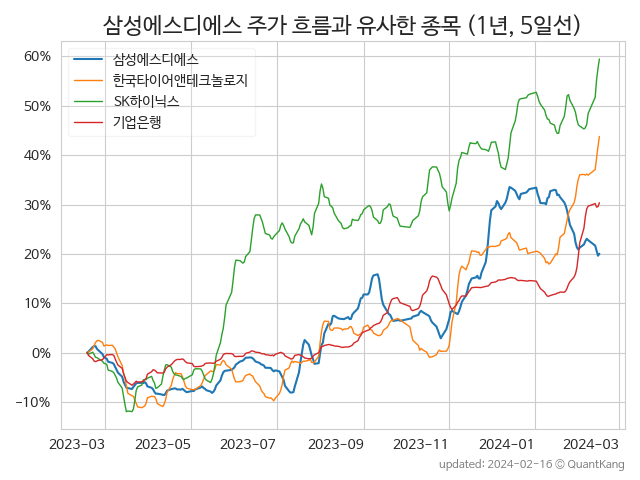 삼성에스디에스 주가 흐름과 유사한 종목 (1년, 5일선)
삼성에스디에스
한국타이어앤테크놀로지
SK하이닉스
기업은행
60%
50%
40%
30%
20%
10%
0%
−10%
2023−03
2023−05
2023−07
2023−09
2023−11
2024−01
2024−03
updated: 2024-02-16 © QuantKang